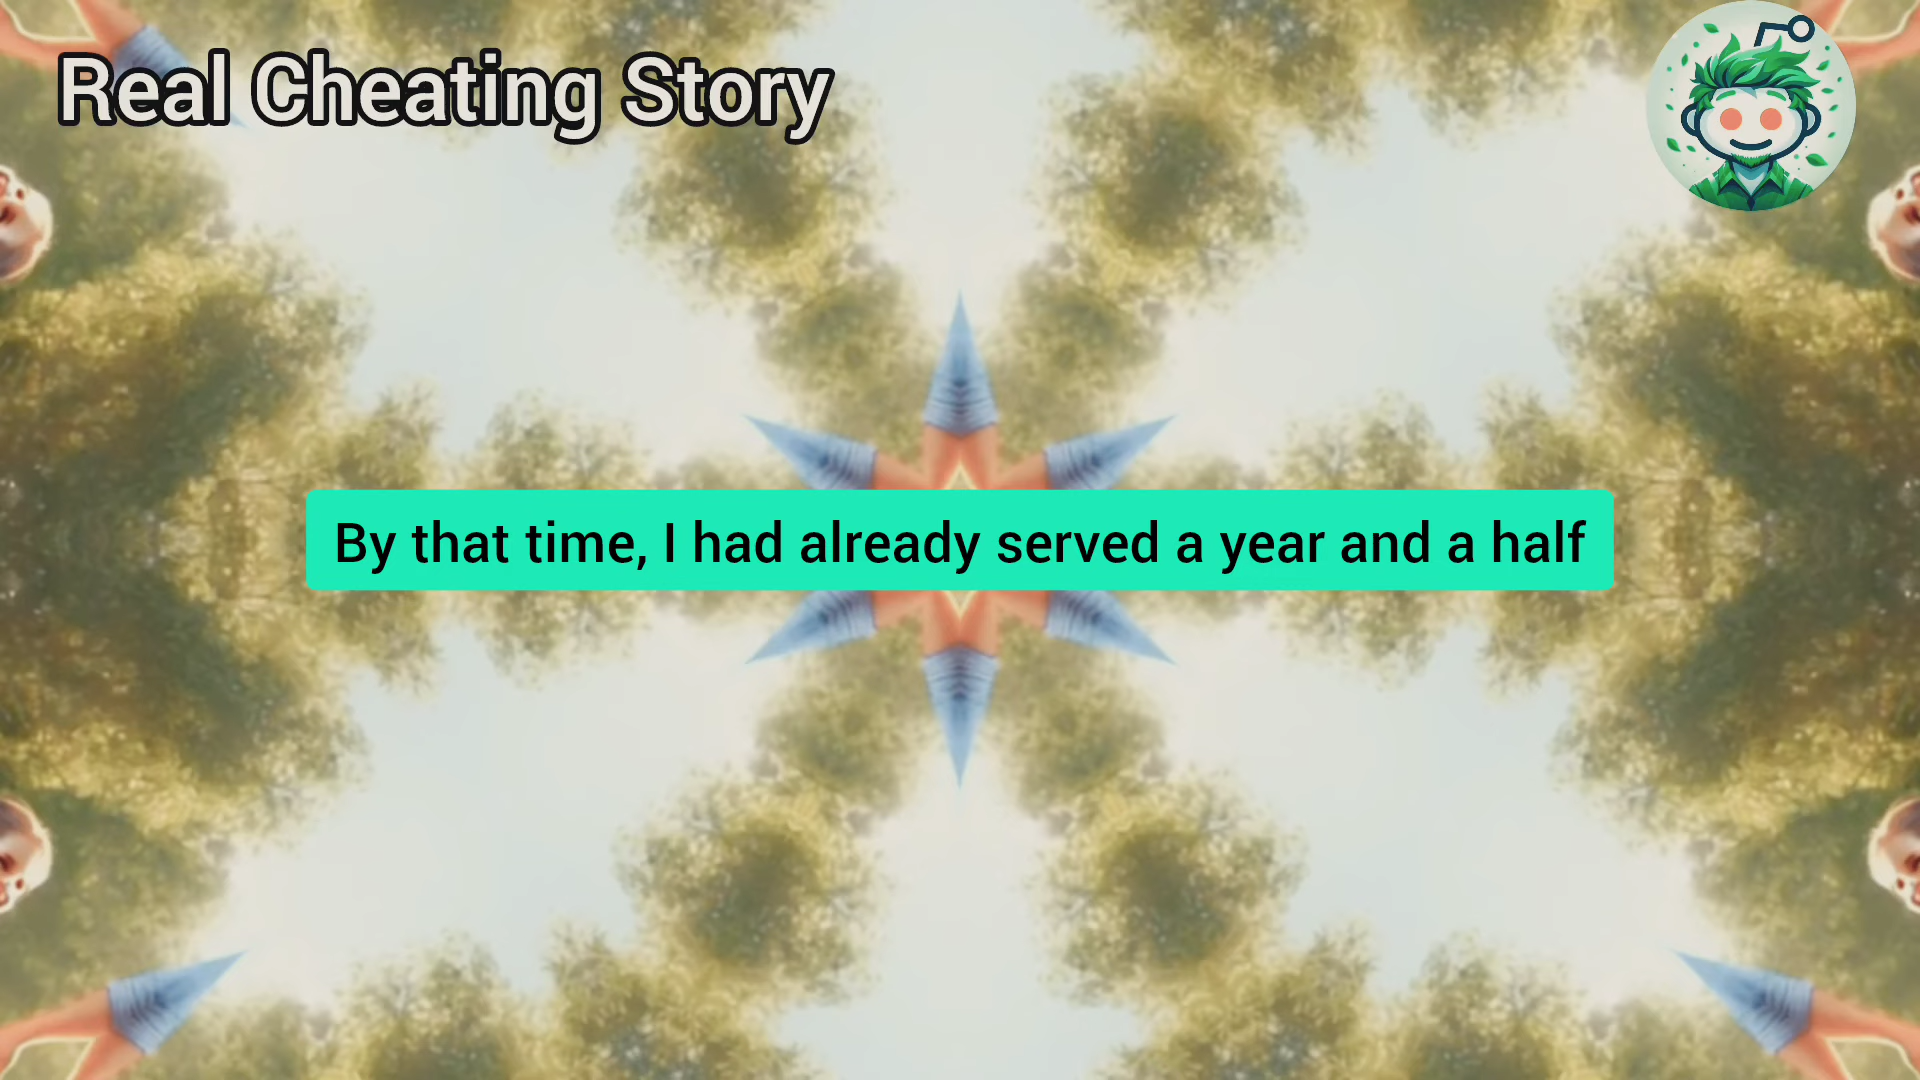 Real Cheating Story
By that time, I had already served a year and a half